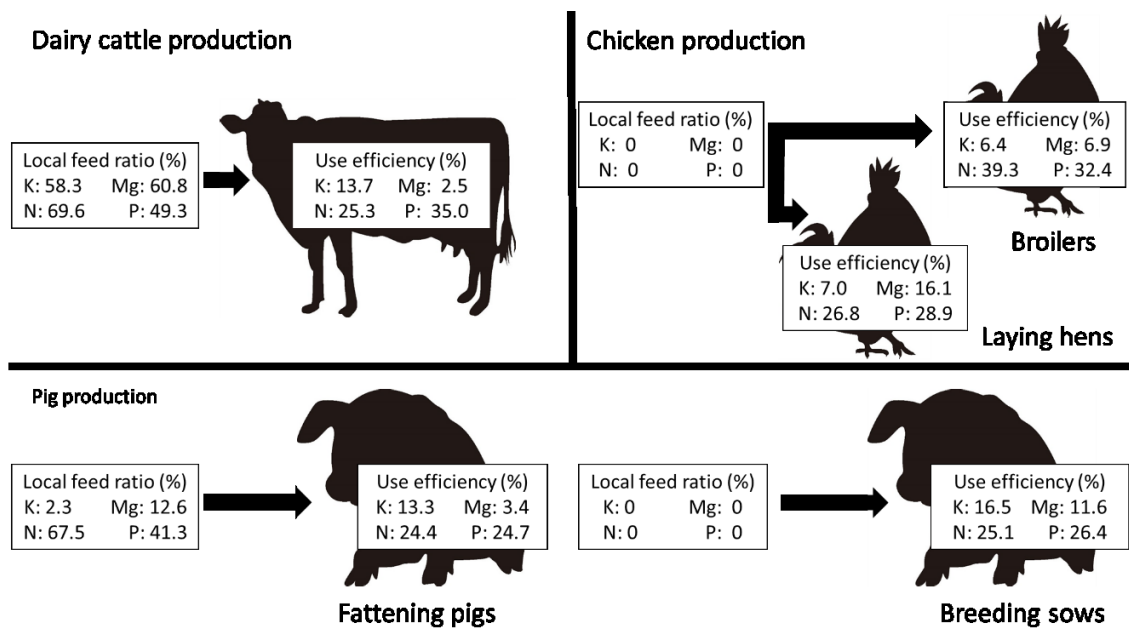 Dairy cattle production
Local feed ratio (%)
K: 58.3 Mg: 60.8
N: 69.6 P: 49.3
Use efficiency (%)
K: 13.7 Mg: 2.5
N: 25.3 P: 35.0
Chicken production
Local feed ratio (%)
K: 0 Mg: 0
N: 0 P: 0
Use efficiency (%)
K: 6.4 Mg: 6.9
N: 39.3 P: 32.4
Broilers
Use efficiency (%)
K: 7.0 Mg: 16.1
N: 26.8 P: 28.9
Laying hens
Pig production
Local feed ratio (%)
K: 2.3 Mg: 12.6
N: 67.5 P: 41.3
Use efficiency (%)
K: 13.3 Mg: 3.4
N: 24.4 P: 24.7
Fattening pigs
Local feed ratio (%)
K: 0 Mg: 0
N: 0 P: 0
Use efficiency (%)
K: 16.5 Mg: 11.6
N: 25.1 P: 26.4
Breeding sows